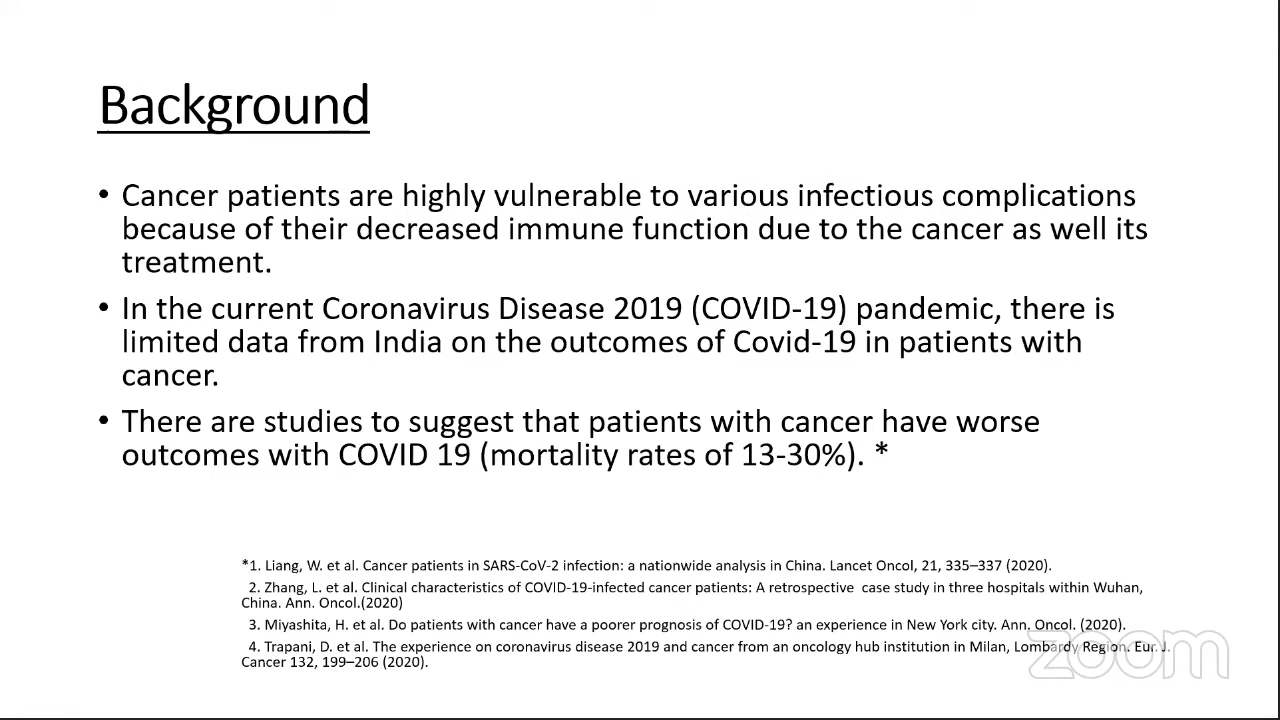 Background
• Cancer patients are highly vulnerable to various infectious complications
because of their decreased immune function due to the cancer as well its
treatment.
• In the current Coronavirus Disease 2019 (COVID-19) pandemic, there is
limited data from India on the outcomes of Covid-19 in patients with
cancer.
• There are studies to suggest that patients with cancer have worse
outcomes with COVID 19 (mortality rates of 13-30%). *
*1. Liang, W. et al. Cancer patients in SARS-CoV-2 infection: a nationwide analysis in China. Lancet Oncol, 21, 335–337 (2020).
2. Zhang, L. et al. Clinical characteristics of COVID-19-infected cancer patients: A retrospective case study in three hospitals within Wuhan,
China. Ann. Oncol.(2020)
3. Miyashita, H. et al. Do patients with cancer have a poorer prognosis of COVID-19? an experience in New York city. Ann. Oncol. (2020).
4. Trapani, D. et al. The experience on coronavirus disease 2019 and cancer from an oncology hub institution in Milan, Lombardy Region. Eur. J.
Cancer 132, 199–206 (2020).
zoom